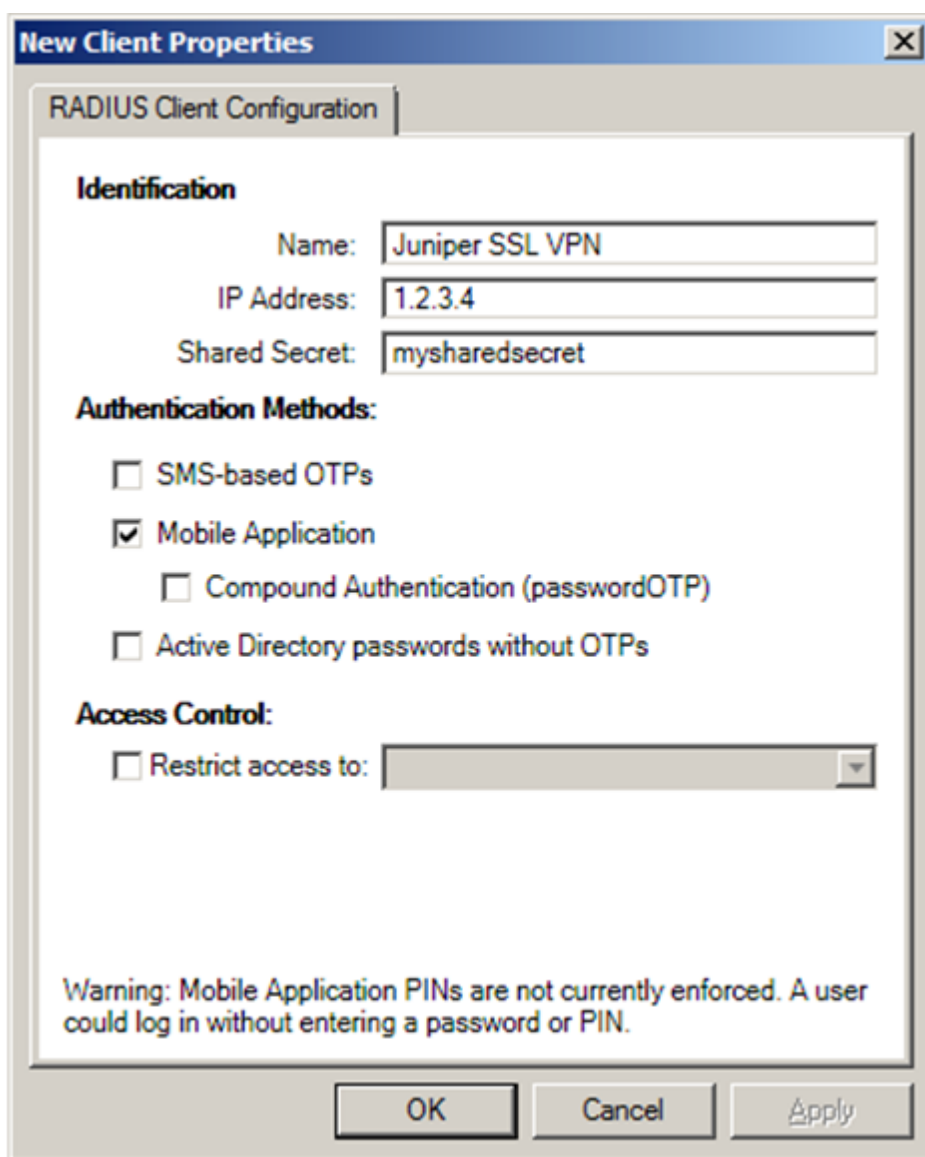 New Client Properties
RADIUS Client Configuration
Identification
Name: Juniper SSL VPN
IP Address: 1.2.3.4
Shared Secret: mysharedsecret
Authentication Methods:
SMS-based OTPs
Mobile Application
Compound Authentication (passwordOTP)
Active Directory passwords without OTPs
Access Control:
Restrict access to:
Warning: Mobile Application PINs are not currently enforced. A user
could log in without entering a password or PIN.
OK Cancel Apply